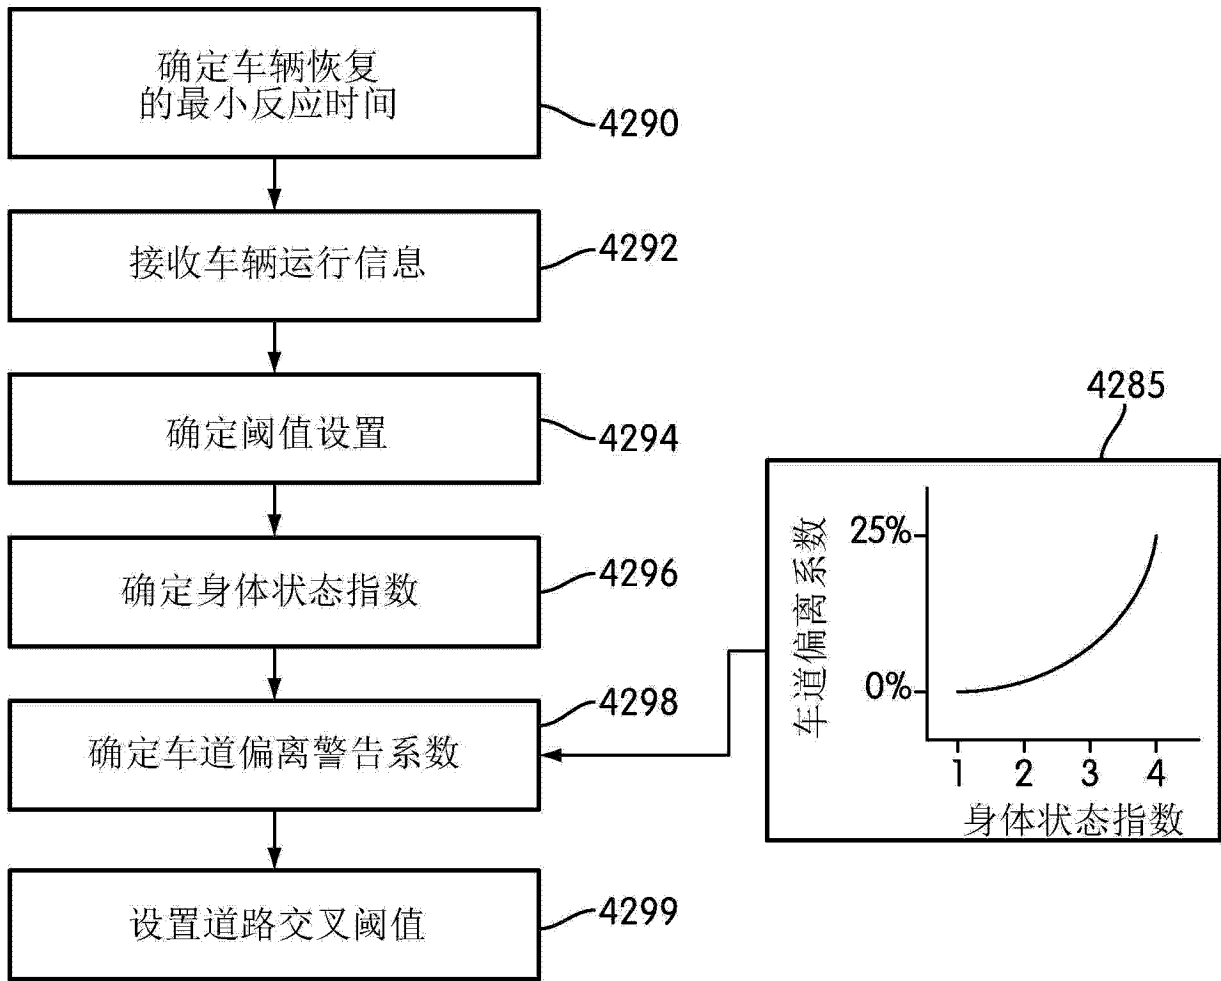 确定车辆恢复
的最小反应时间
4290
接收车辆运行信息
4292
确定阈值设置
4294
确定身体状态指数
4296
确定车道偏离警告系数
4298
设置道路交叉阈值
4299
4285
车道偏离系数
25%
0%
1 2 3 4
身体状态指数